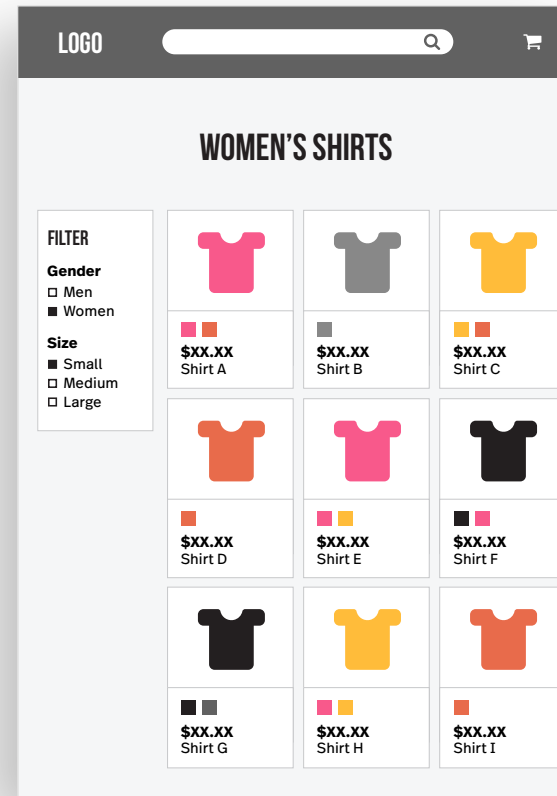 LOGO
WOMEN'S SHIRTS
FILTER
Gender
Men
Women
Size
Small
Medium
Large
$XX.XX
Shirt A
$XX.XX
Shirt B
$XX.XX
Shirt C
$XX.XX
Shirt D
$XX.XX
Shirt E
$XX.XX
Shirt F
$XX.XX
Shirt G
$XX.XX
Shirt H
$XX.XX
Shirt I